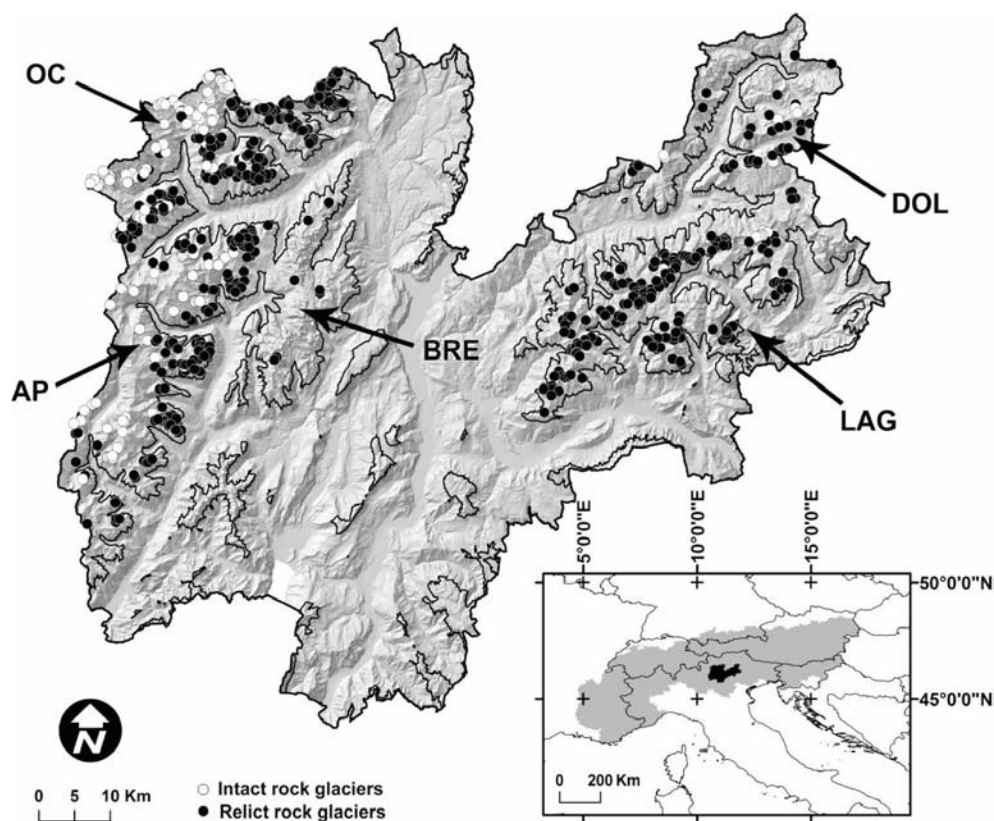 OC
DOL
BRE
AP
LAG
5°0'0"E
10°0'0"E
15°0'0"E
50°0'0"N
45°0'0"N
N
0 5 10 Km
Intact rock glaciers
Relict rock glaciers
0 200 Km